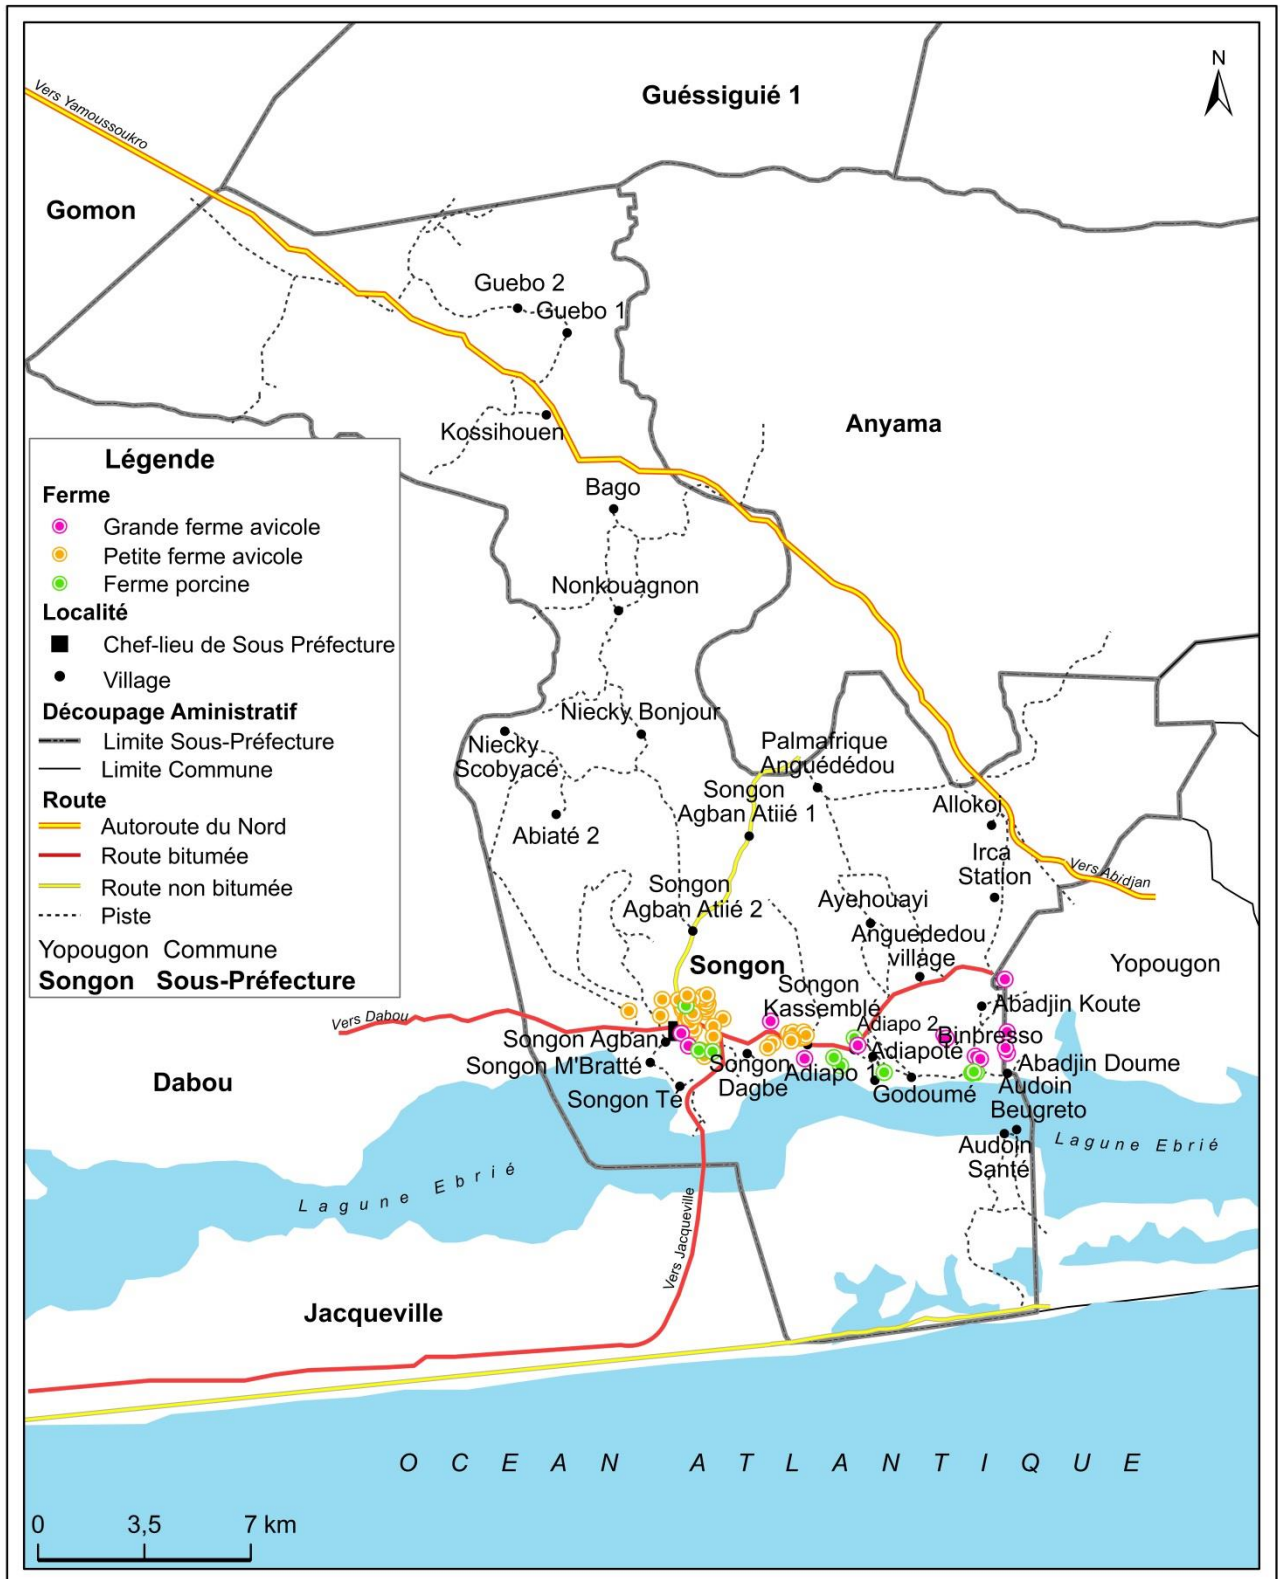 N
Guéssiguié 1
Vers Yamoussoukro
Gomon
Guebo 2
Guebo 1
Anyama
Kossihouen
Légende
Ferme
Grande ferme avicole
Petite ferme avicole
Ferme porcine
Localité
Chef-lieu de Sous Préfecture
Village
Découpage Aministratif
Limite Sous-Préfecture
Limite Commune
Route
Autoroute du Nord
Route bitumée
Route non bitumée
Piste
Yopougon Commune
Songon Sous-Préfecture
Bago
Nonkouagnon
Niecky Bonjour
Niecky
Scobyacé
Palmafrique
Anguédédou
Songon
Agban Atiié 1
Abiaté 2
Allokoi
Irca
Station
Vers Abidjan
Songon
Agban Atiié 2
Ayehouayi
Anguededou
village
Songon
Yopougon
Songon
Kassemblé
Abadjin Koute
Vers Dabou
Adiapo 2
Binpresso
Songon Agban
Adiapoté
Songon M'Bratté
Songon
Dagbe
Adiapo 1
Abadjin Doume
Dabou
Songon Té
Godoumé
Audoin
Beugreto
Audoin
Santé
Lagune Ebrié
Lagune Ebrié
Vers Jacqueville
Jacqueville
OCEAN ATLANTIQUE
0 3,5 7 km